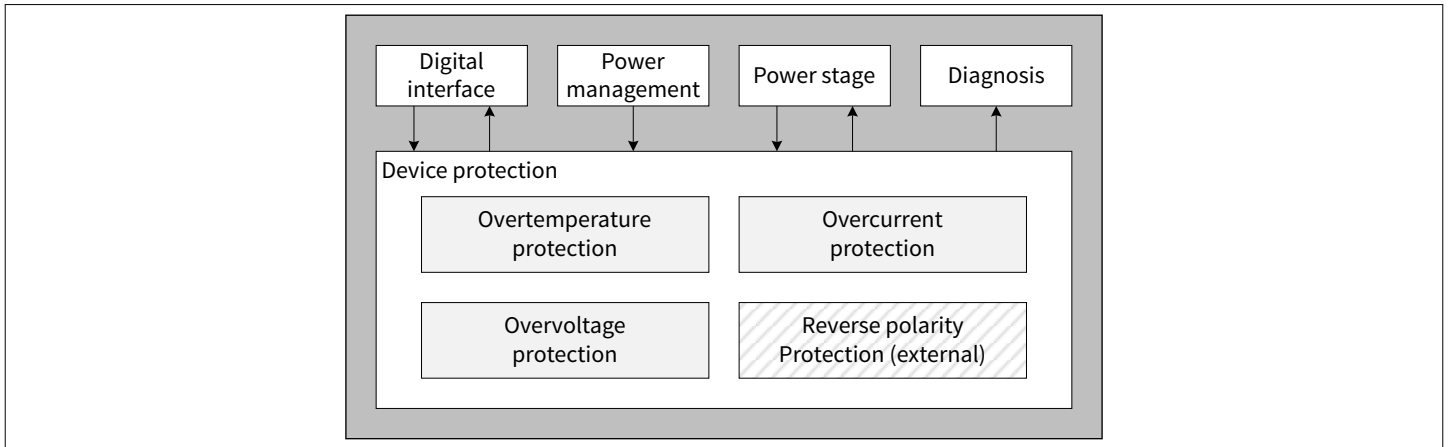 Digital
interface
Power
management
Power stage
Diagnosis
Device protection
Overtemperature
protection
Overcurrent
protection
Overvoltage
protection
Reverse polarity
Protection (external)